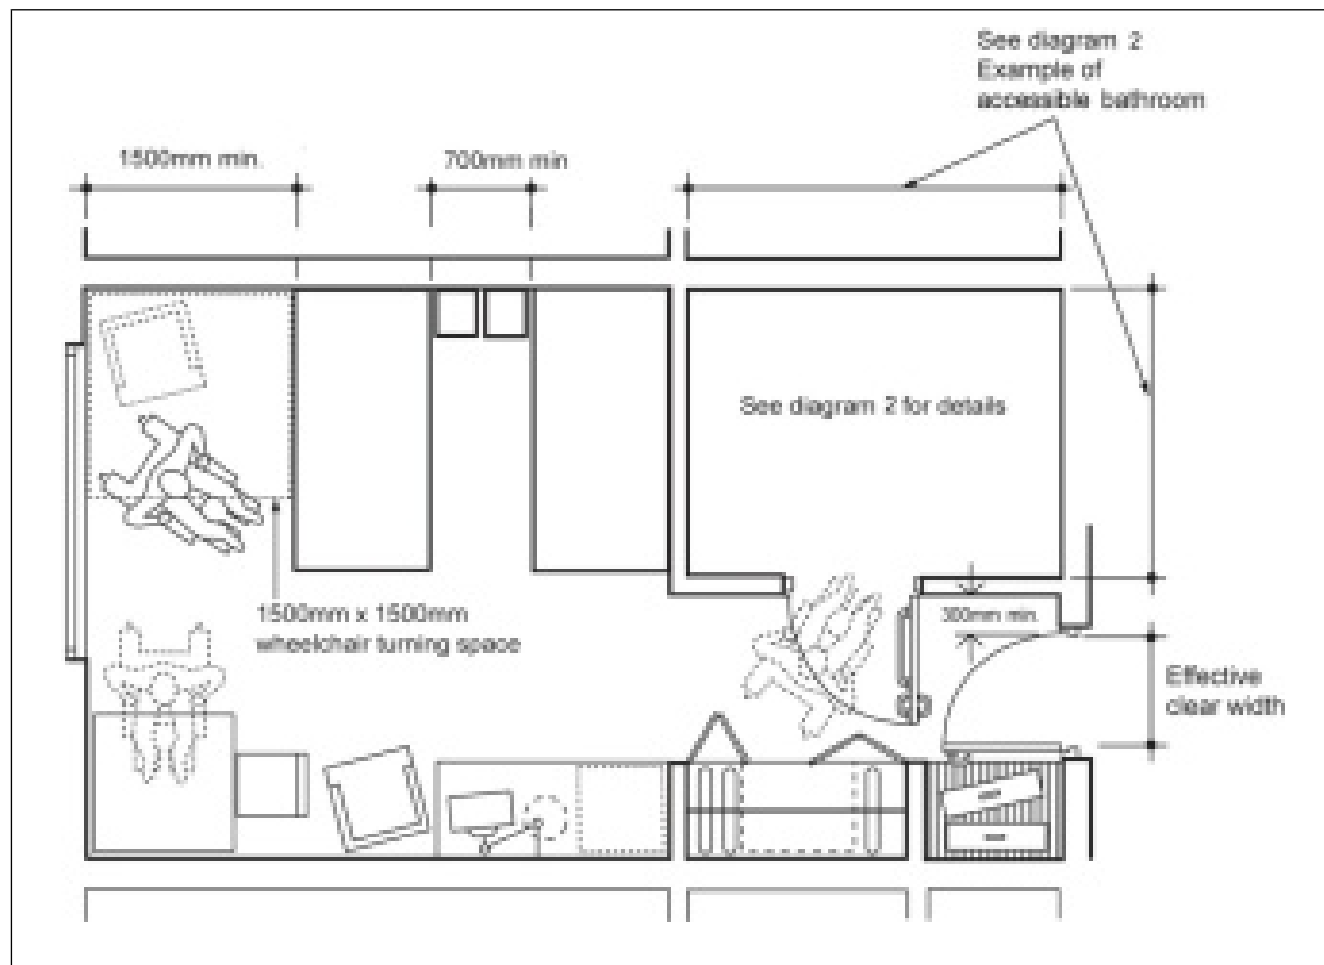 See diagram 2
Example of
accessible bathroom
1500mm min.
700mm min
See diagram 2 for details
1500mm x 1500mm
wheelchair turning space
300mm min.
Effective
clear width